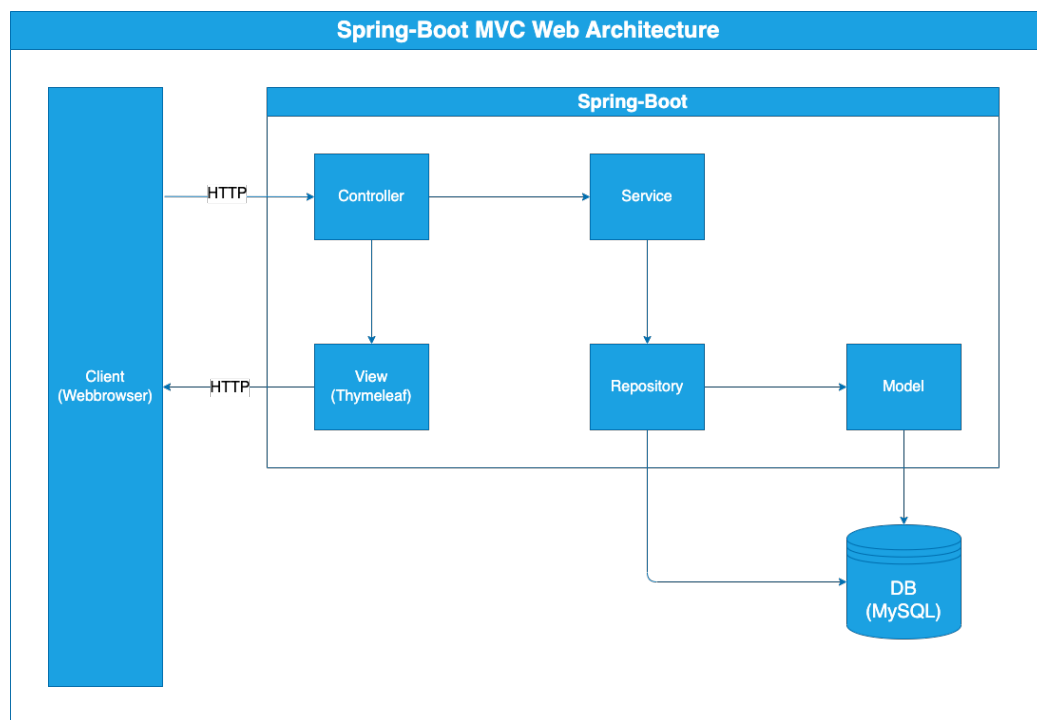 Spring-Boot MVC Web Architecture
Spring-Boot
HTTP
Controller
Service
Client
(Webbrowser)
HTTP
View
(Thymeleaf)
Repository
Model
DB
(MySQL)